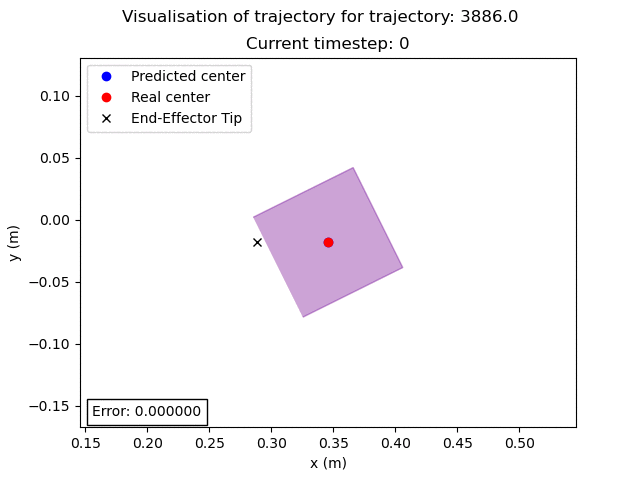 Visualisation of trajectory for trajectory: 3886.0
Current timestep: 0
Predicted center
Real center
End-Effector Tip
0.10
0.05
0.00
−0.05
−0.10
−0.15
y (m)
Error: 0.000000
0.15 0.20 0.25 0.30 0.35 0.40 0.45 0.50
x (m)